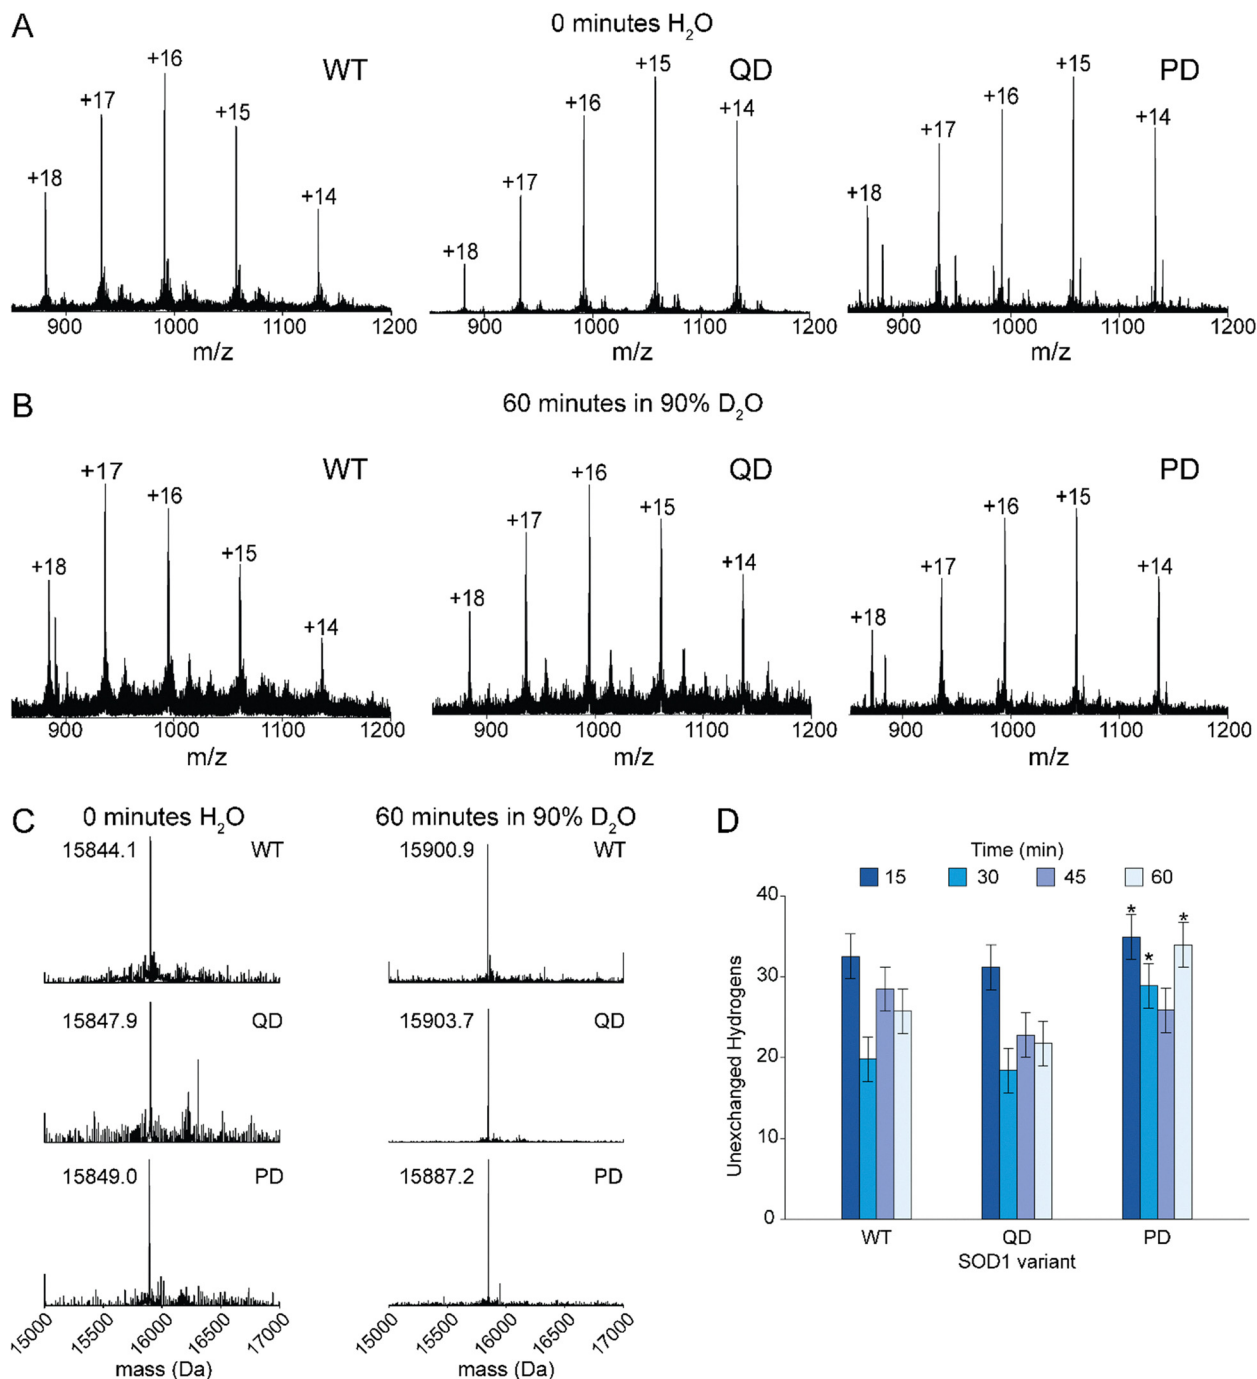 A
0 minutes H₂O
WT
QD
PD
+18
+17
+16
+15
+14
+18
+17
+16
+15
+14
+18
+17
+16
+15
+14
900
1000
1100
1200
900
1000
1100
1200
900
1000
1100
1200
m/z
m/z
m/z
B
60 minutes in 90% D₂O
WT
QD
PD
+18
+17
+16
+15
+14
+18
+17
+16
+15
+14
+18
+17
+16
+15
+14
900
1000
1100
1200
900
1000
1100
1200
900
1000
1100
1200
m/z
m/z
m/z
C
0 minutes H₂O
60 minutes in 90% D₂O
15844.1
WT
15900.9
WT
15847.9
QD
15903.7
QD
15849.0
PD
15887.2
PD
15000
15500
16000
16500
17000
15000
15500
16000
16500
17000
mass (Da)
mass (Da)
D
Time (min)
15
30
45
60
Unexchanged Hydrogens
40
30
20
10
0
*
*
*
WT
QD
PD
SOD1 variant